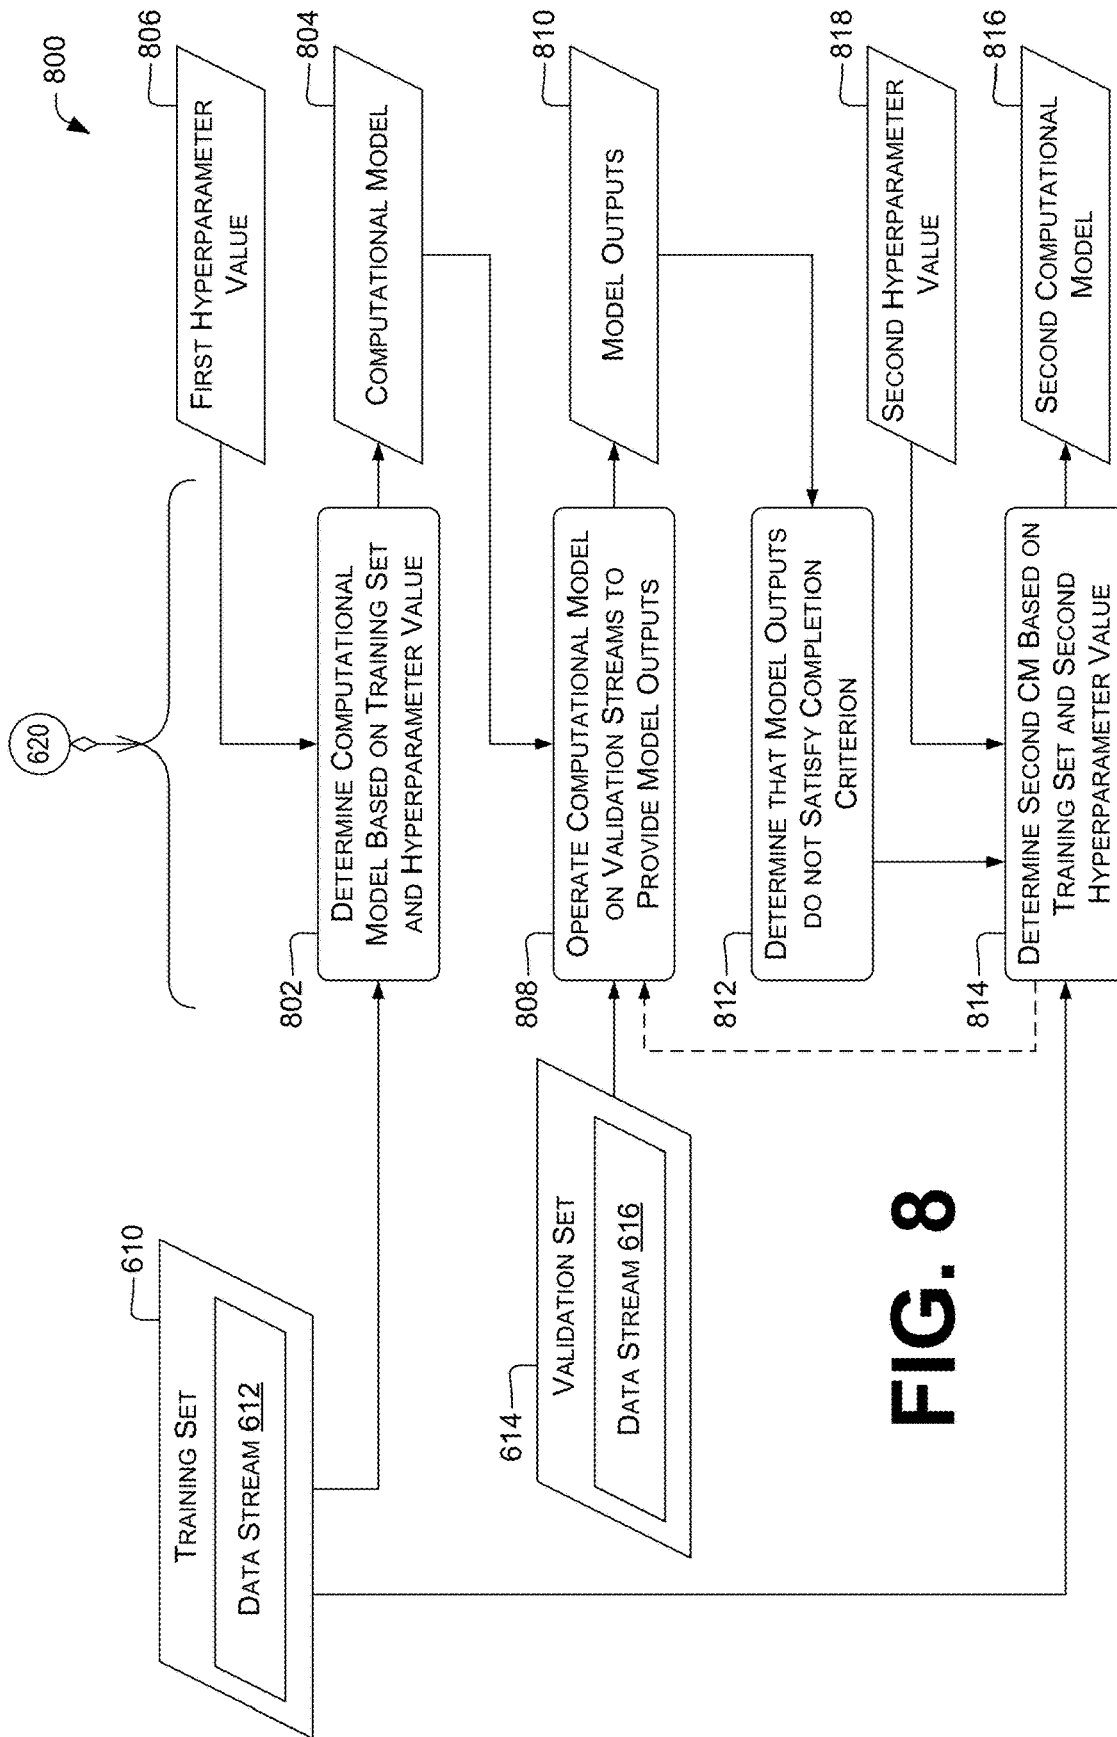 800
620
TRAINING SET
610
DATA STREAM 612
FIRST HYPERPARAMETER
VALUE
806
802
DETERMINE COMPUTATIONAL
MODEL BASED ON TRAINING SET
AND HYPERPARAMETER VALUE
COMPUTATIONAL MODEL
804
614
VALIDATION SET
DATA STREAM 616
808
OPERATE COMPUTATIONAL MODEL
ON VALIDATION STREAMS TO
PROVIDE MODEL OUTPUTS
MODEL OUTPUTS
810
812
DETERMINE THAT MODEL OUTPUTS
DO NOT SATISFY COMPLETION
CRITERION
SECOND HYPERPARAMETER
VALUE
818
814
DETERMINE SECOND CM BASED ON
TRAINING SET AND SECOND
HYPERPARAMETER VALUE
SECOND COMPUTATIONAL
MODEL
816
FIG. 8